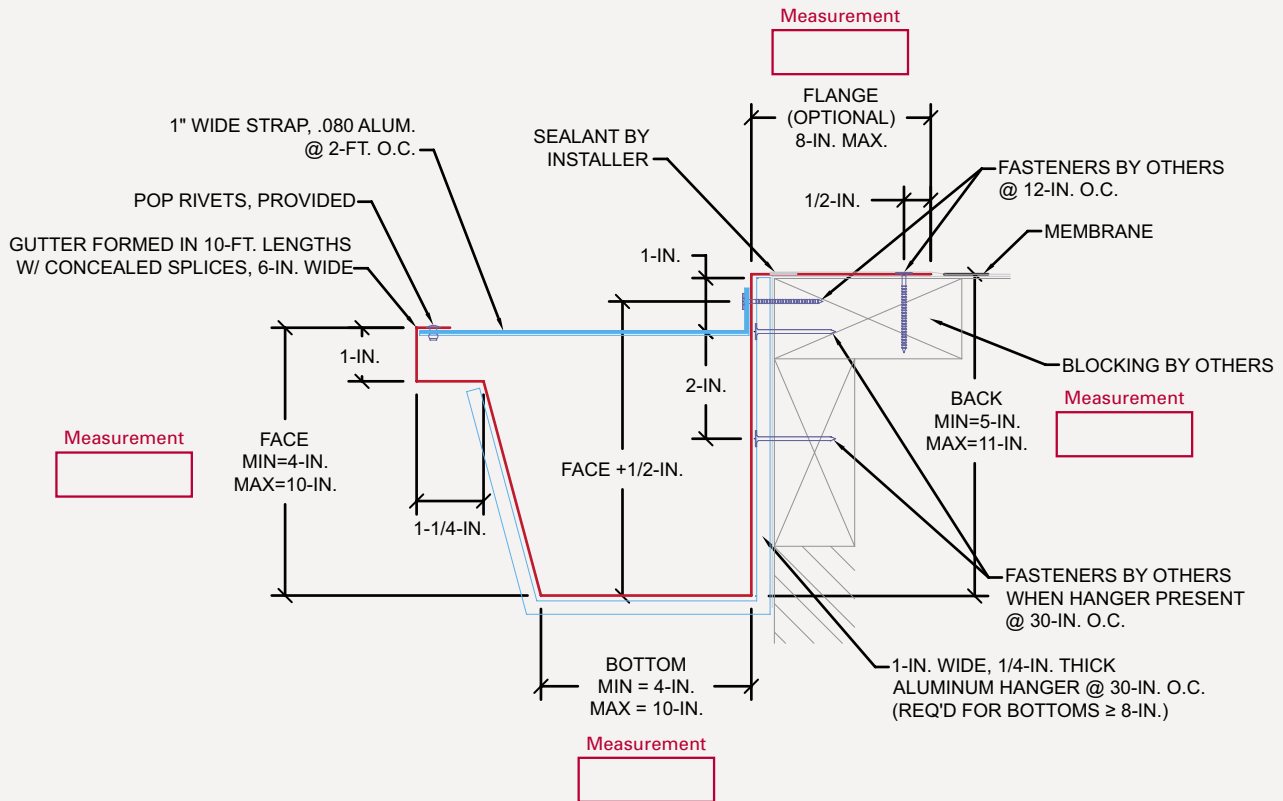 Measurement
FLANGE
(OPTIONAL)
8-IN. MAX.
1" WIDE STRAP, .080 ALUM.
@ 2-FT. O.C.
SEALANT BY
INSTALLER
FASTENERS BY OTHERS
@ 12-IN. O.C.
POP RIVETS, PROVIDED
1/2-IN.
MEMBRANE
GUTTER FORMED IN 10-FT. LENGTHS
W/ CONCEALED SPLICES, 6-IN. WIDE
1-IN.
1-IN.
BLOCKING BY OTHERS
2-IN.
BACK
MIN=5-IN.
MAX=11-IN.
Measurement
Measurement
FACE
MIN=4-IN.
MAX=10-IN.
FACE +1/2-IN.
1-1/4-IN.
FASTENERS BY OTHERS
WHEN HANGER PRESENT
@ 30-IN. O.C.
BOTTOM
MIN = 4-IN.
MAX = 10-IN.
1-IN. WIDE, 1/4-IN. THICK
ALUMINUM HANGER @ 30-IN. O.C.
(REQ'D FOR BOTTOMS ≥ 8-IN.)
Measurement